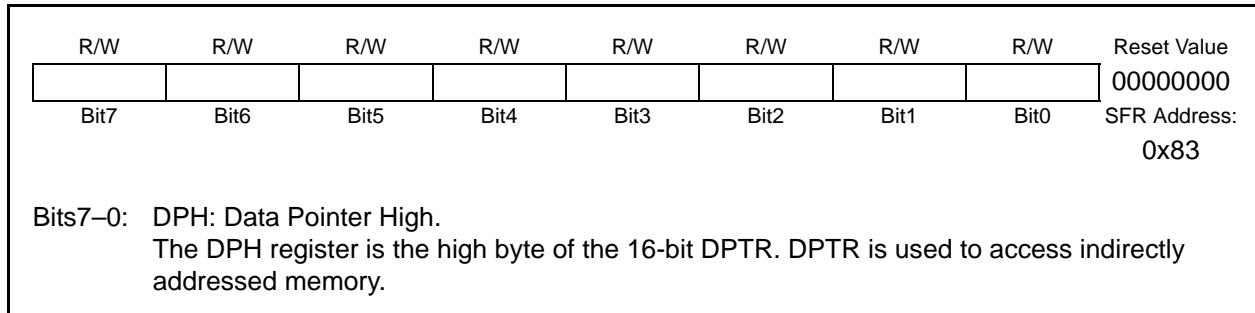 R/W R/W R/W R/W R/W R/W R/W R/W Reset Value
00000000
Bit7 Bit6 Bit5 Bit4 Bit3 Bit2 Bit1 Bit0 SFR Address:
0x83
Bits7–0: DPH: Data Pointer High.
The DPH register is the high byte of the 16-bit DPTR. DPTR is used to access indirectly
addressed memory.